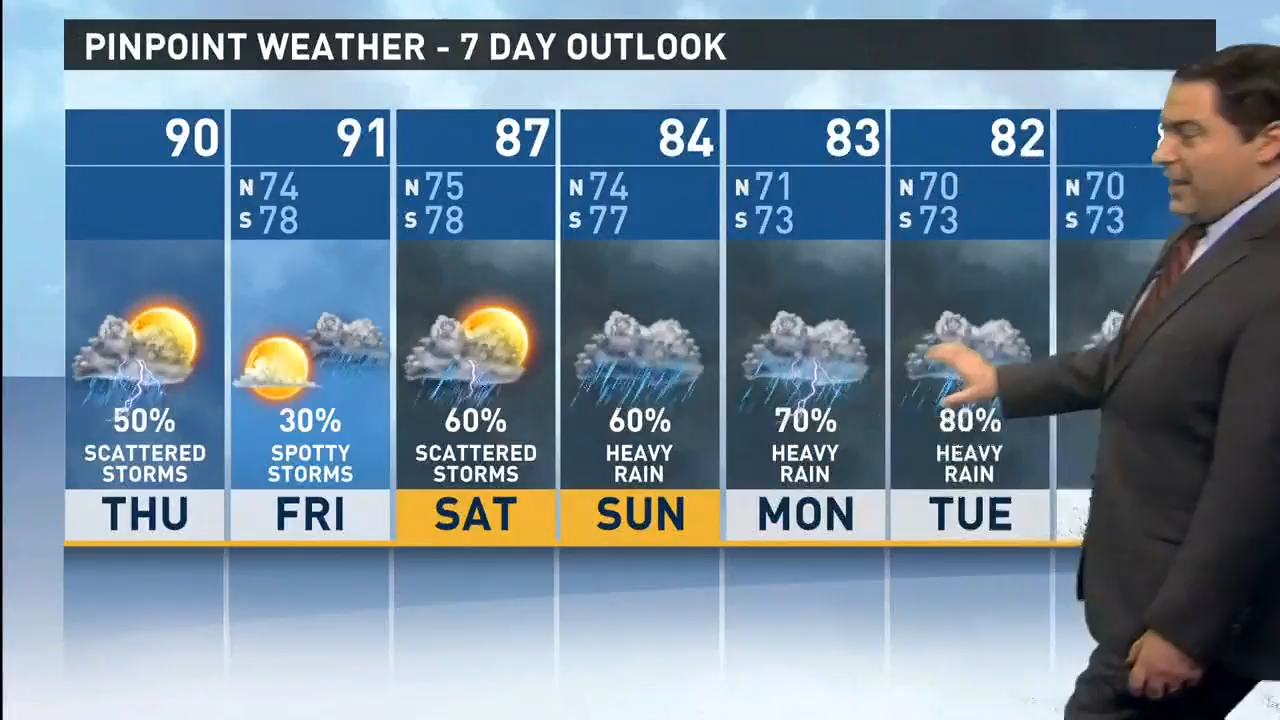 PINPOINT WEATHER - 7 DAY OUTLOOK
90
91
87
84
83
82
N 74
S 78
N 75
S 78
N 74
S 77
N 71
S 73
N 70
S 73
N 70
S 73
50%
SCATTERED
STORMS
30%
SPOTTY
STORMS
60%
SCATTERED
STORMS
60%
HEAVY
RAIN
70%
HEAVY
RAIN
80%
HEAVY
RAIN
THU
FRI
SAT
SUN
MON
TUE